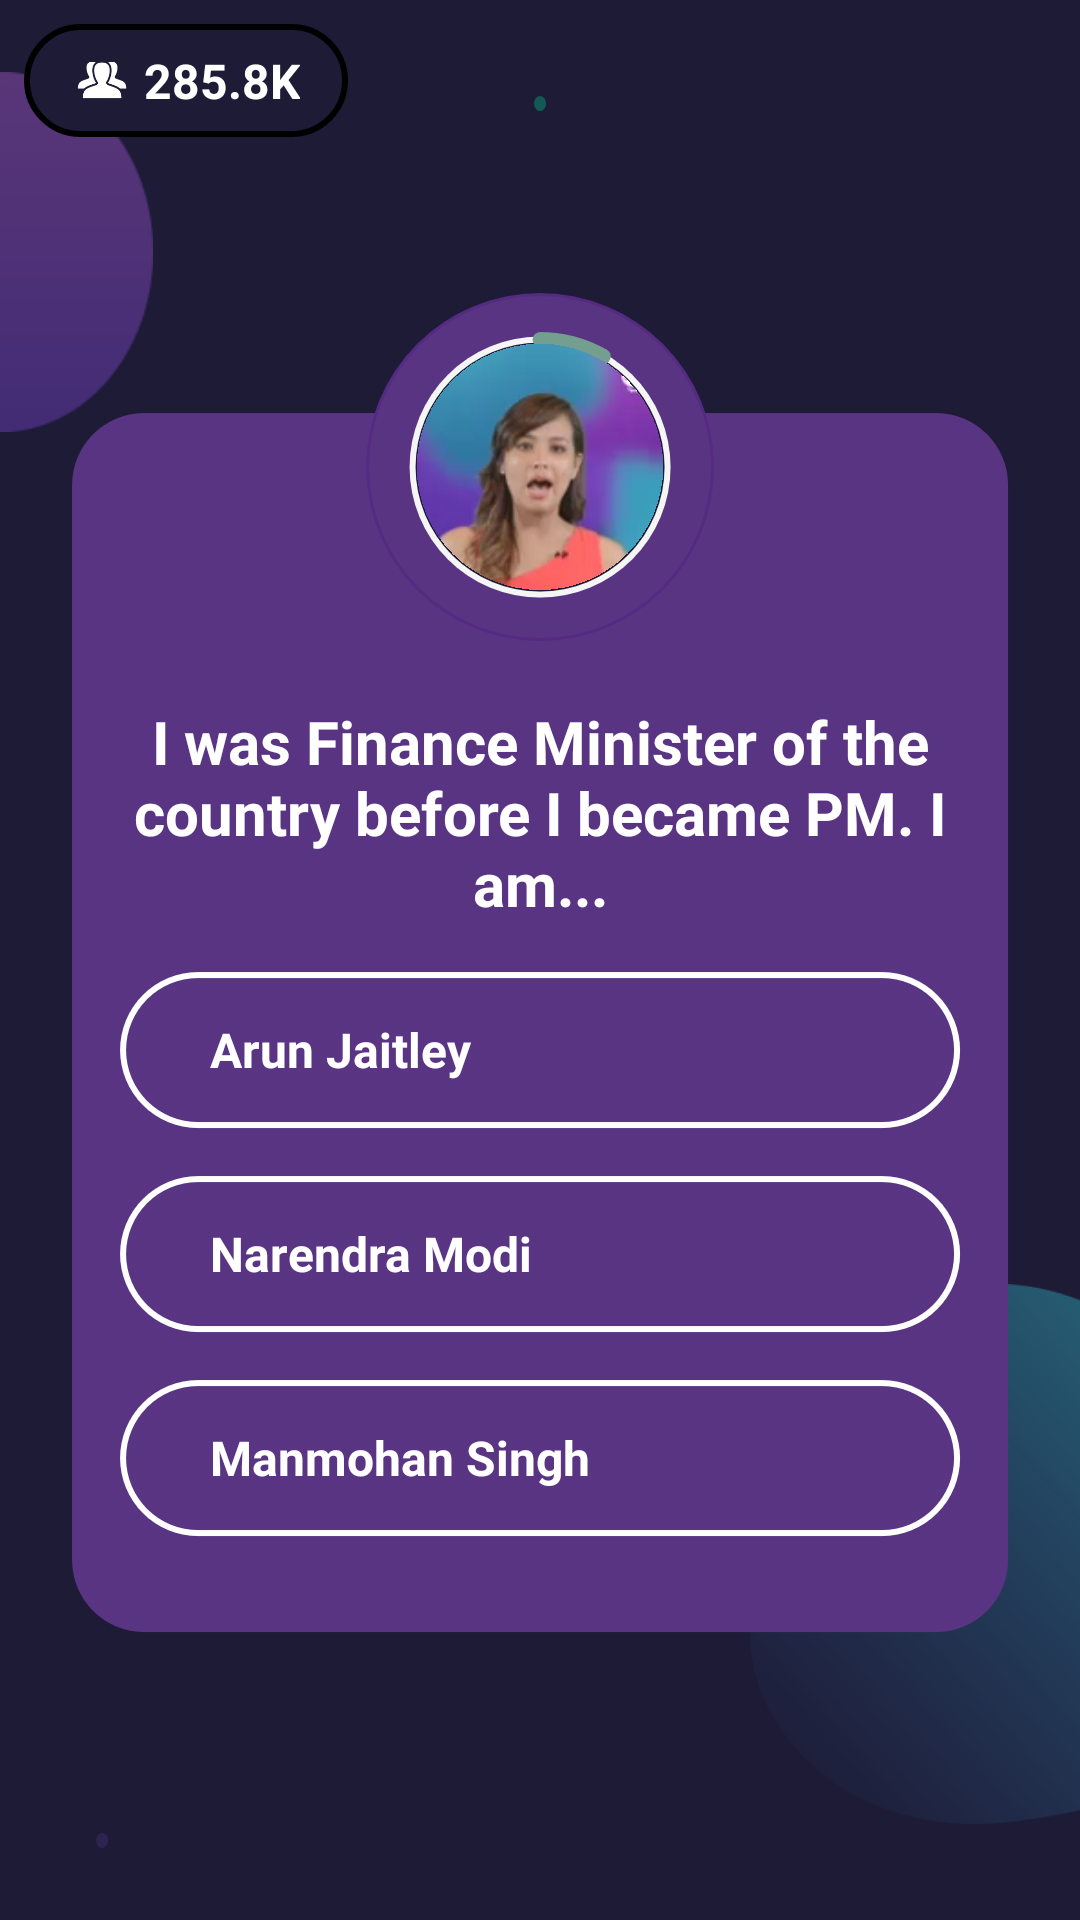 285.8K
I was Finance Minister of the
country before I became PM. I
am...
Arun Jaitley
Narendra Modi
Manmohan Singh